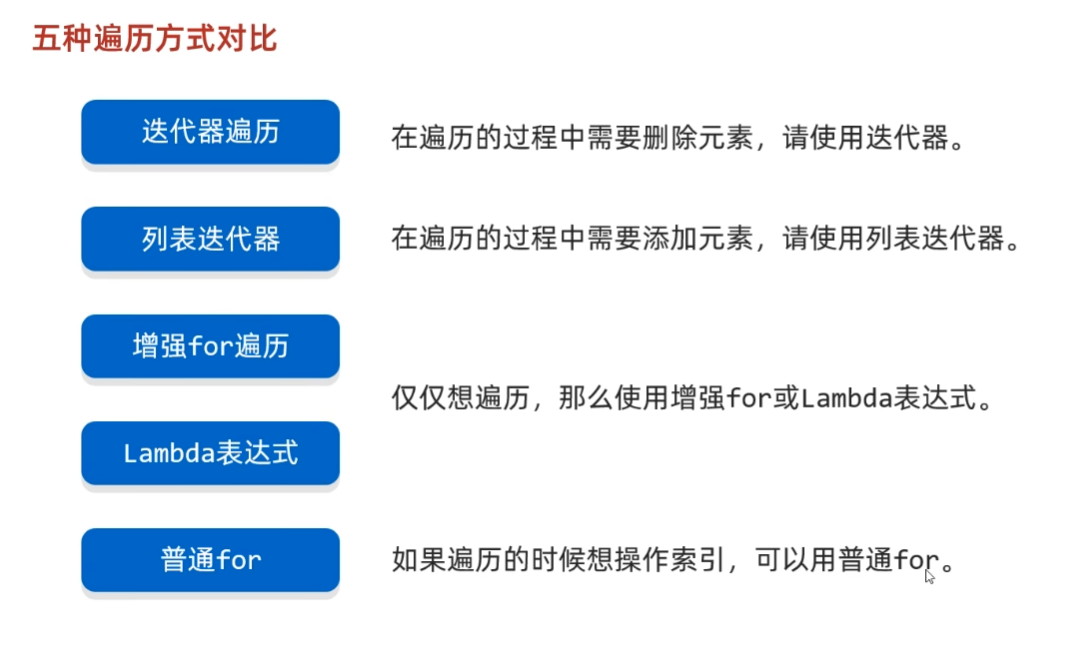 五种遍历方式对比
迭代器遍历
在遍历的过程中需要删除元素，请使用迭代器。
列表迭代器
在遍历的过程中需要添加元素，请使用列表迭代器。
增强for遍历
仅仅想遍历，那么使用增强for或Lambda表达式。
Lambda表达式
普通for
如果遍历的时候想操作索引，可以用普通for。